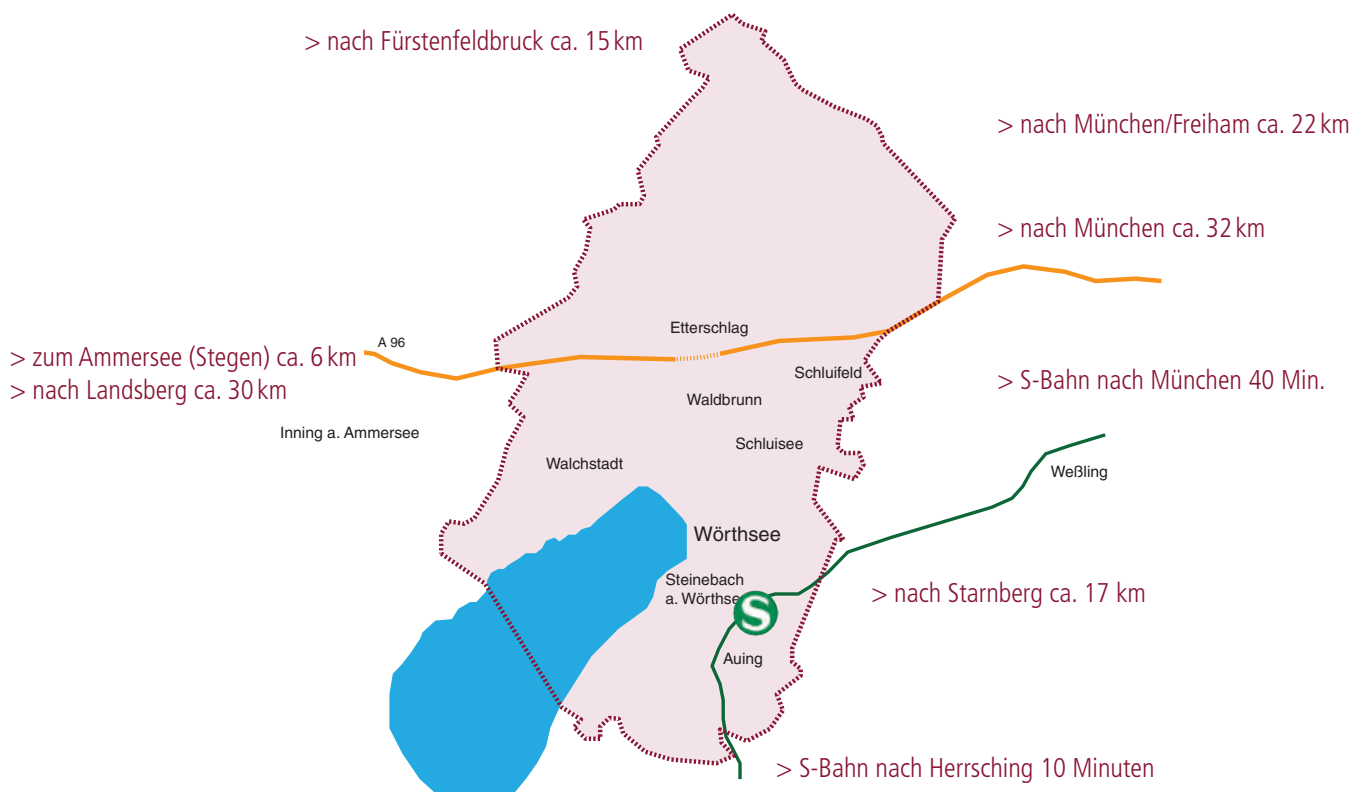 > nach Fürstenfeldbruck ca. 15 km
> nach München/Freiham ca. 22 km
> nach München ca. 32 km
Etterschlag
A 96
> zum Ammersee (Stegen) ca. 6 km
> nach Landsberg ca. 30 km
Schluifeld
> S-Bahn nach München 40 Min.
Waldbrunn
Inning a. Ammersee
Schluisee
Walchstadt
Weßling
Wörthsee
Steinebach
a. Wörthse
S
> nach Starnberg ca. 17 km
Auing
> S-Bahn nach Herrsching 10 Minuten